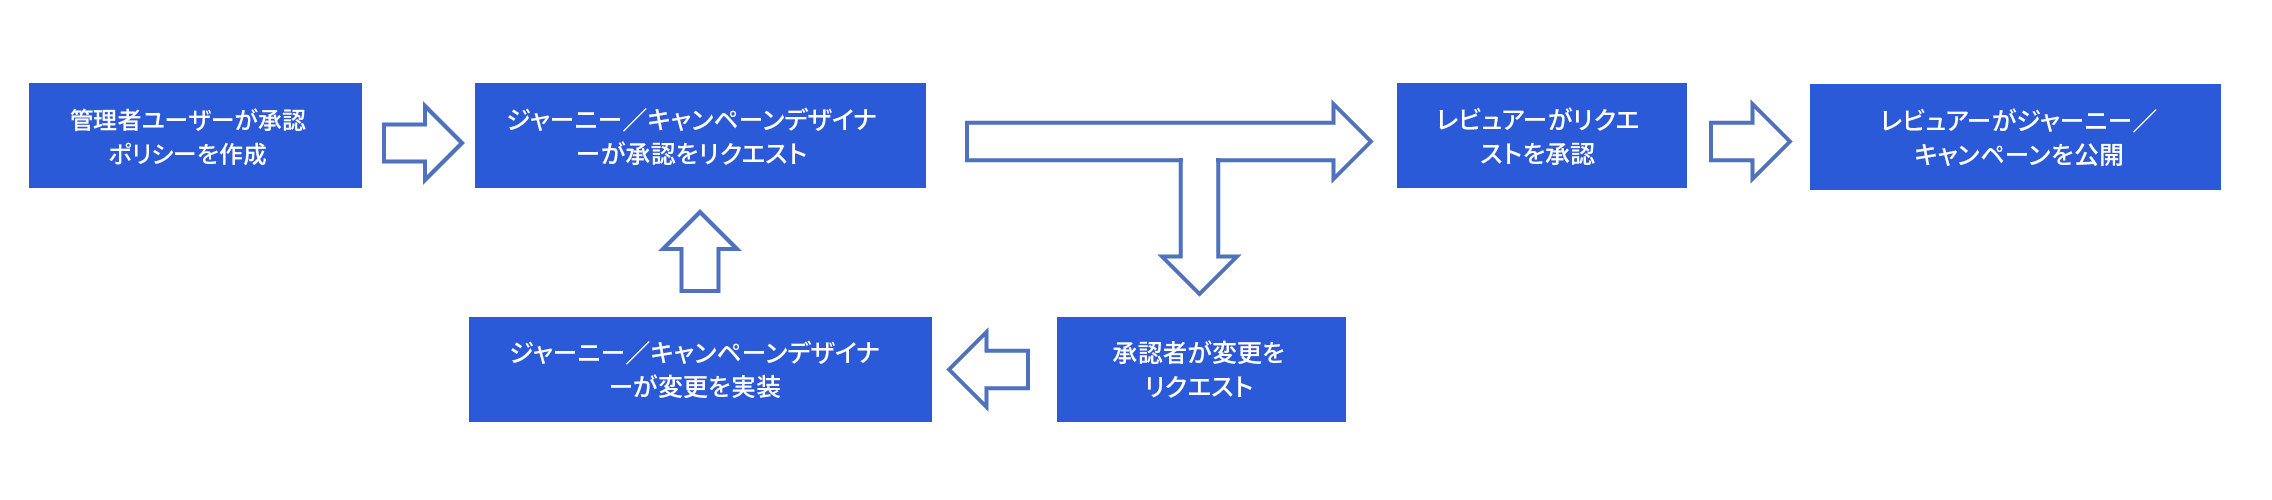 管理者ユーザーが承認
ポリシーを作成
ジャーニー／キャンペーンデザイナ
ーが承認をリクエスト
レビュアーがリクエ
ストを承認
レビュアーがジャーニー／
キャンペーンを公開
ジャーニー／キャンペーンデザイナ
ーが変更を実装
承認者が変更を
リクエスト